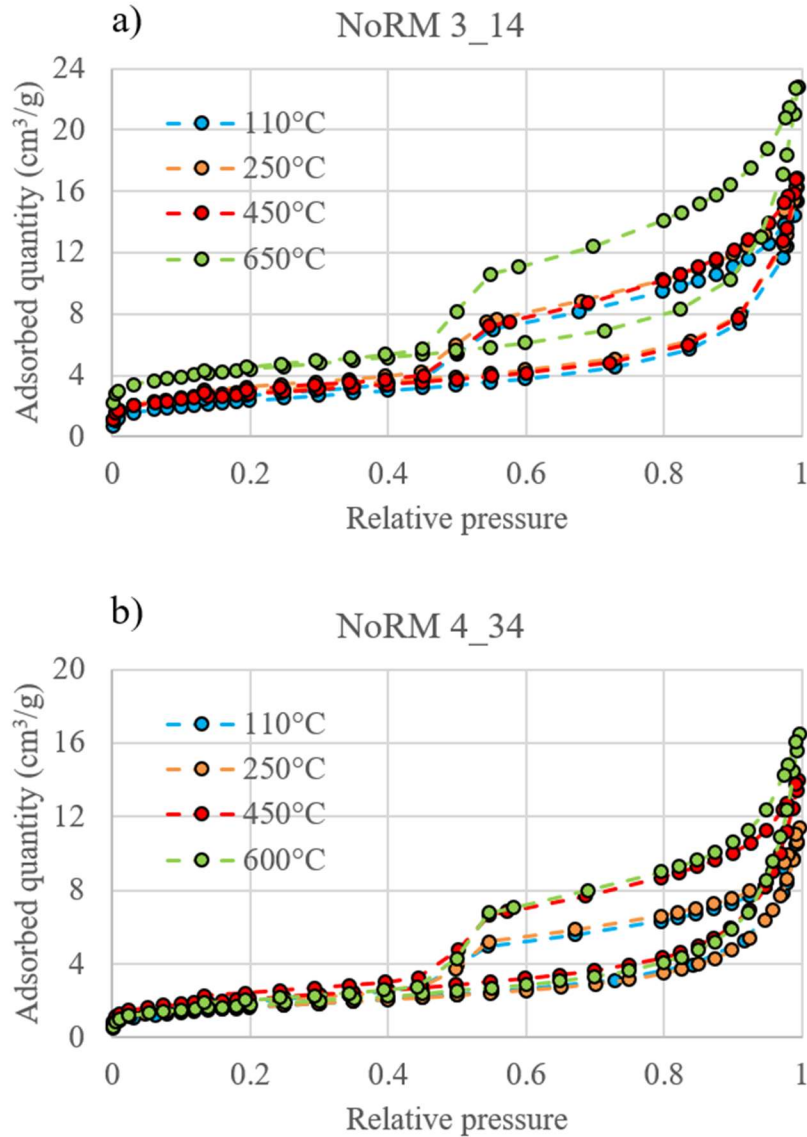 a)
NoRM 3_14
Adsorbed quantity (cm³/g)
24
20
16
12
8
4
0
110°C
250°C
450°C
650°C
0
0.2
0.4
0.6
0.8
1
Relative pressure
b)
NoRM 4_34
Adsorbed quantity (cm³/g)
20
16
12
8
4
0
110°C
250°C
450°C
600°C
0
0.2
0.4
0.6
0.8
1
Relative pressure